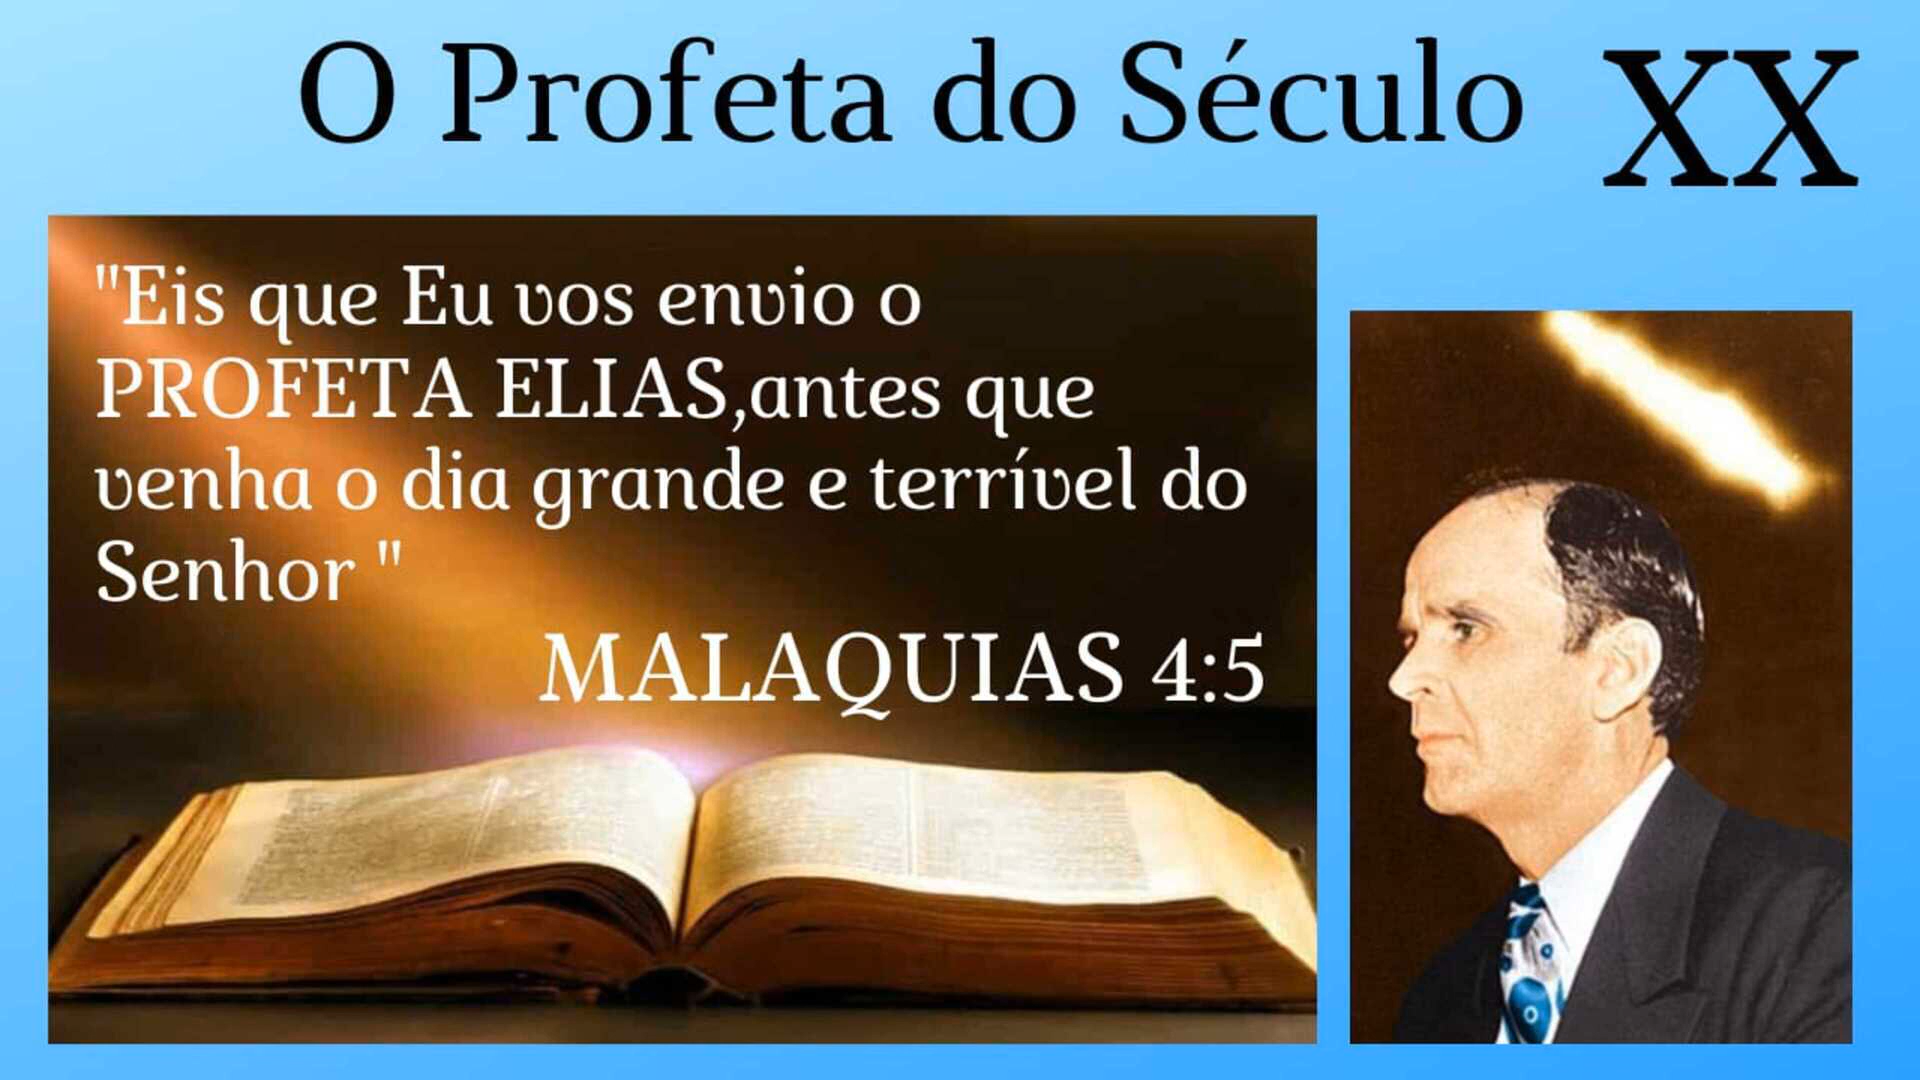 O Profeta do Século XX
"Eis que Eu vos envio o
PROFETA ELIAS,antes que
venha o dia grande e terrível do
Senhor "
MALAQUIAS 4:5